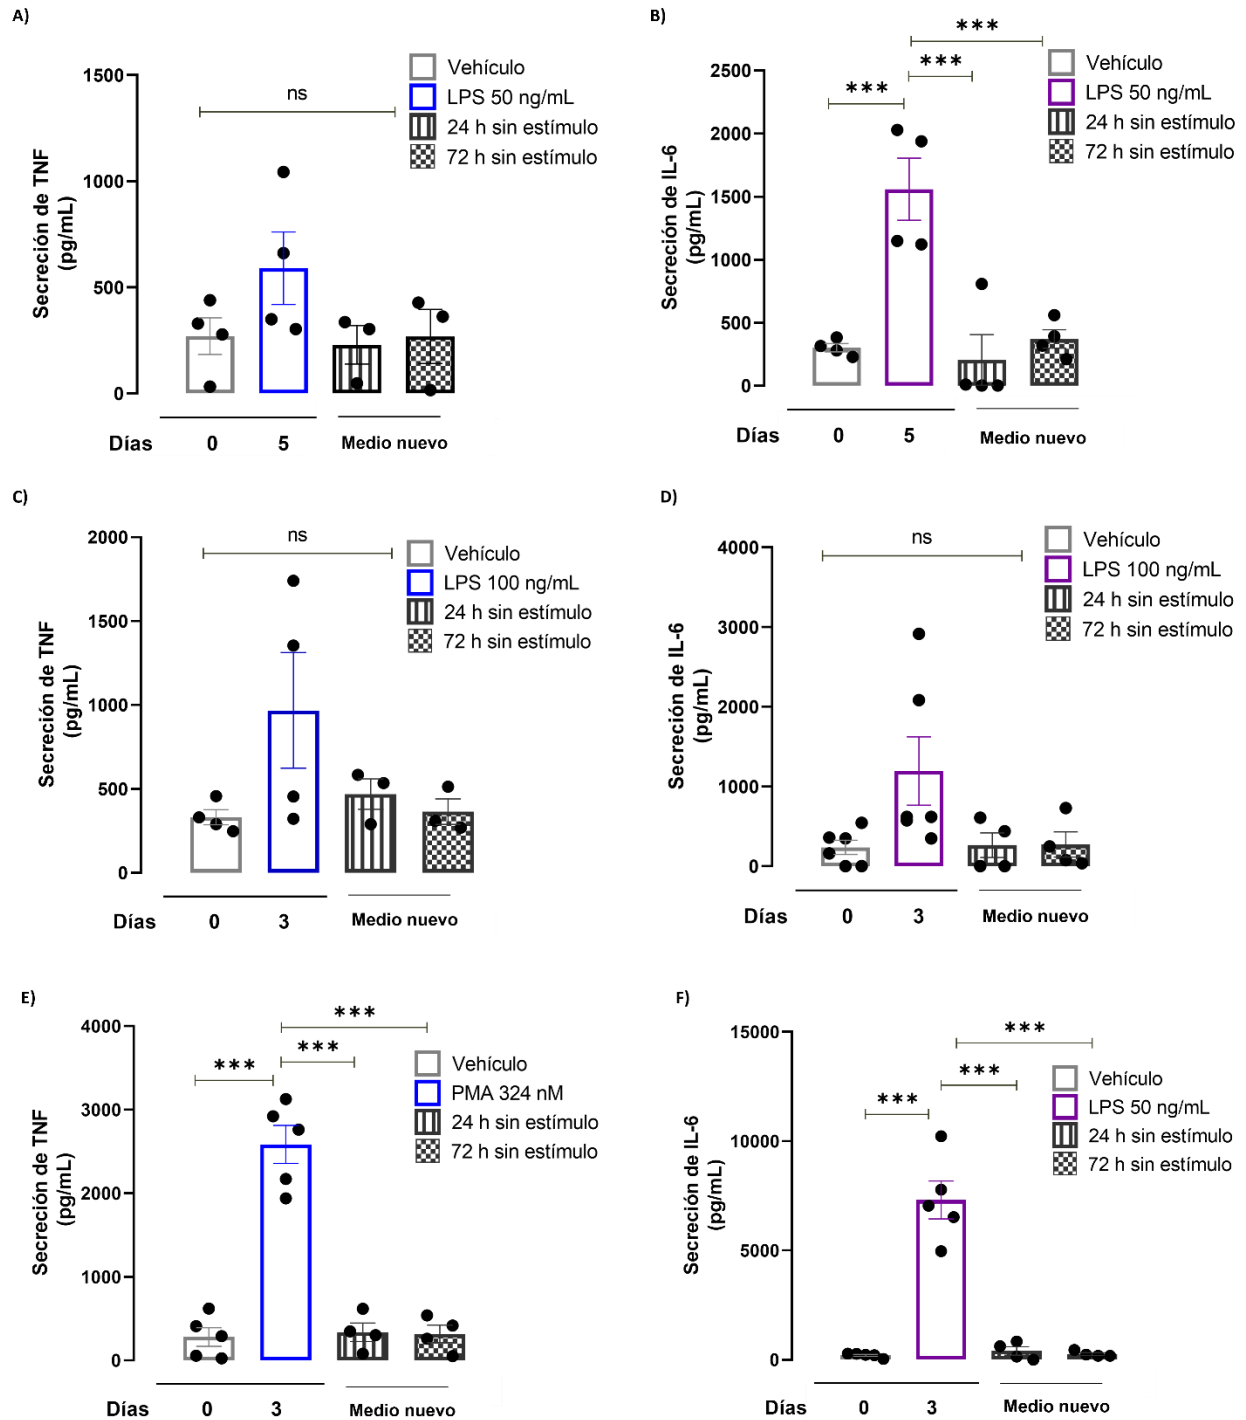 A)
ns
Vehículo
LPS 50 ng/mL
24 h sin estímulo
72 h sin estímulo
Secreción de TNF
(pg/mL)
1500
1000
500
0
Días
0
5
Medio nuevo
B)
***
***
***
Vehículo
LPS 50 ng/mL
24 h sin estímulo
72 h sin estímulo
Secreción de IL-6
(pg/mL)
2500
2000
1500
1000
500
0
Días
0
5
Medio nuevo
C)
ns
Vehículo
LPS 100 ng/mL
24 h sin estímulo
72 h sin estímulo
Secreción de TNF
(pg/mL)
2000
1500
1000
500
0
Días
0
3
Medio nuevo
D)
ns
Vehículo
LPS 100 ng/mL
24 h sin estímulo
72 h sin estímulo
Secreción de IL-6
(pg/mL)
4000
3000
2000
1000
0
Días
0
3
Medio nuevo
E)
***
***
***
Vehículo
PMA 324 nM
24 h sin estímulo
72 h sin estímulo
Secreción de TNF
(pg/mL)
4000
3000
2000
1000
0
Días
0
3
Medio nuevo
F)
***
***
***
Vehículo
LPS 50 ng/mL
24 h sin estímulo
72 h sin estímulo
Secreción de IL-6
(pg/mL)
15000
10000
5000
0
Días
0
3
Medio nuevo